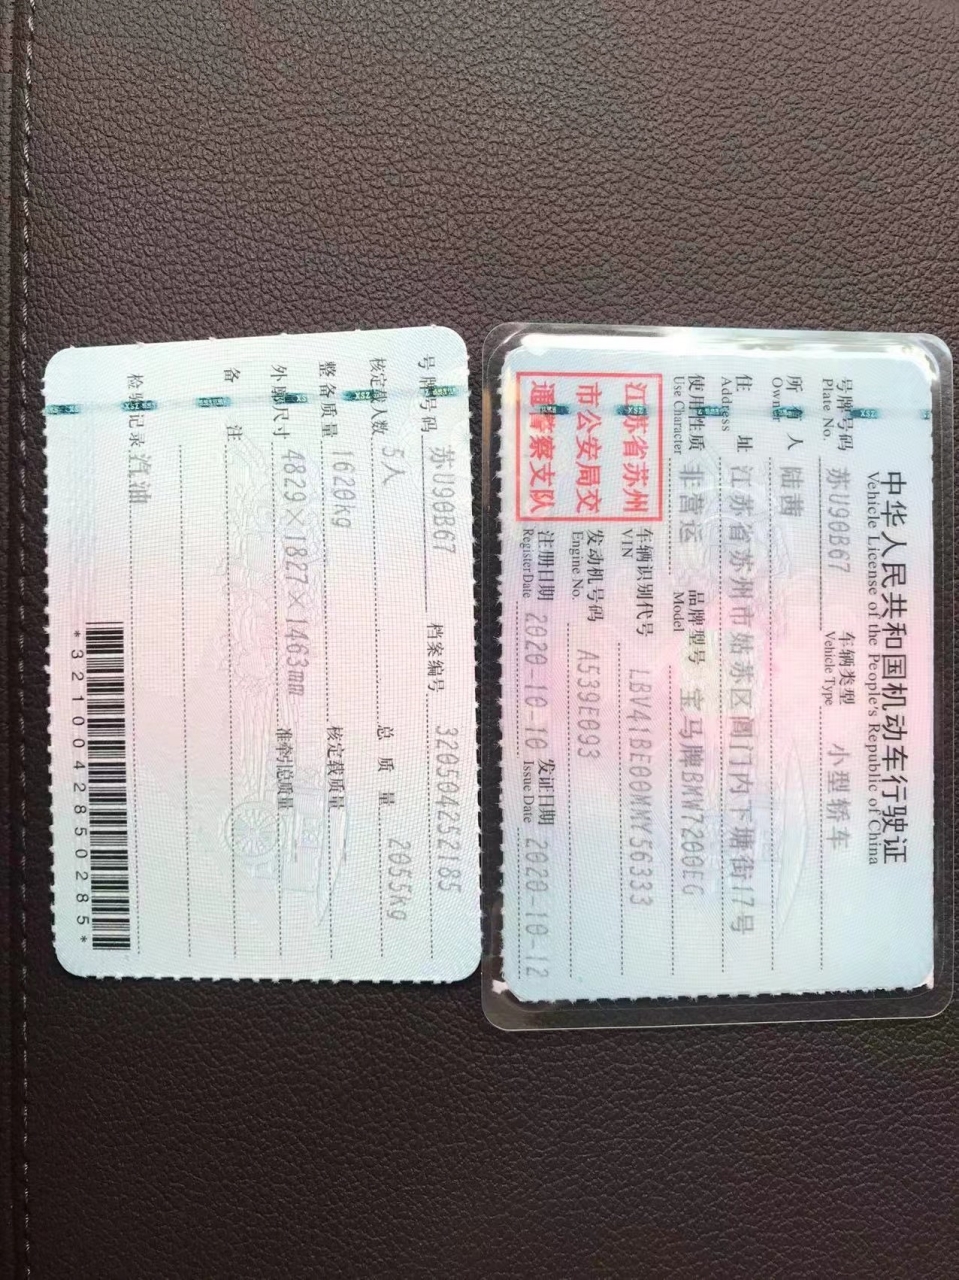 中华人民共和国机动车行驶证
Vehicle License of the People's Republic of China
号牌号码 苏U90B67 车辆类型 小型轿车
Plate No. Vehicle Type
所有人 陆茜
Owner
住址 江苏省苏州市姑苏区阊门内下塘街17号
Address
使用性质 非营运 品牌型号 宝马牌BMW7200EG
Use Character Model
江苏省苏州
市公安局交
通警察支队
车辆识别代号 LBV41BE00MMY56333
VIN
发动机号码 A539E093
Engine No.
注册日期 2020-10-10 发证日期 2020-10-12
Register Date Issue Date
号牌号码 苏U90B67 档案编号 320504252185
核定载人数 5人 总质量 2055kg
整备质量 1620kg 核定载质量 --
外廓尺寸 4829×1827×1463mm 准牵引总质量 --
备注
检验记录 汽油
*3210042850285*